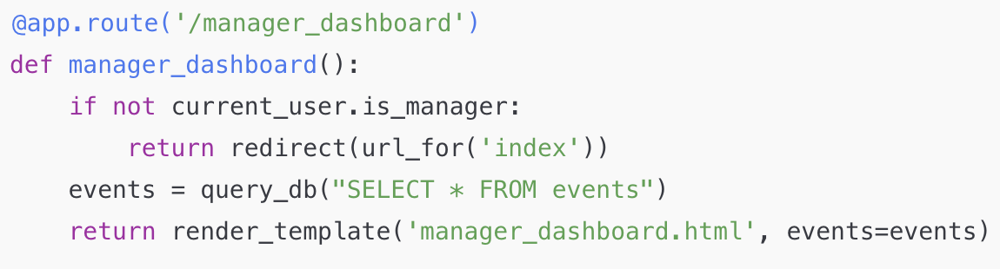 @app.route('/manager_dashboard')
def manager_dashboard():
    if not current_user.is_manager:
        return redirect(url_for('index'))
    events = query_db("SELECT * FROM events")
    return render_template('manager_dashboard.html', events=events)